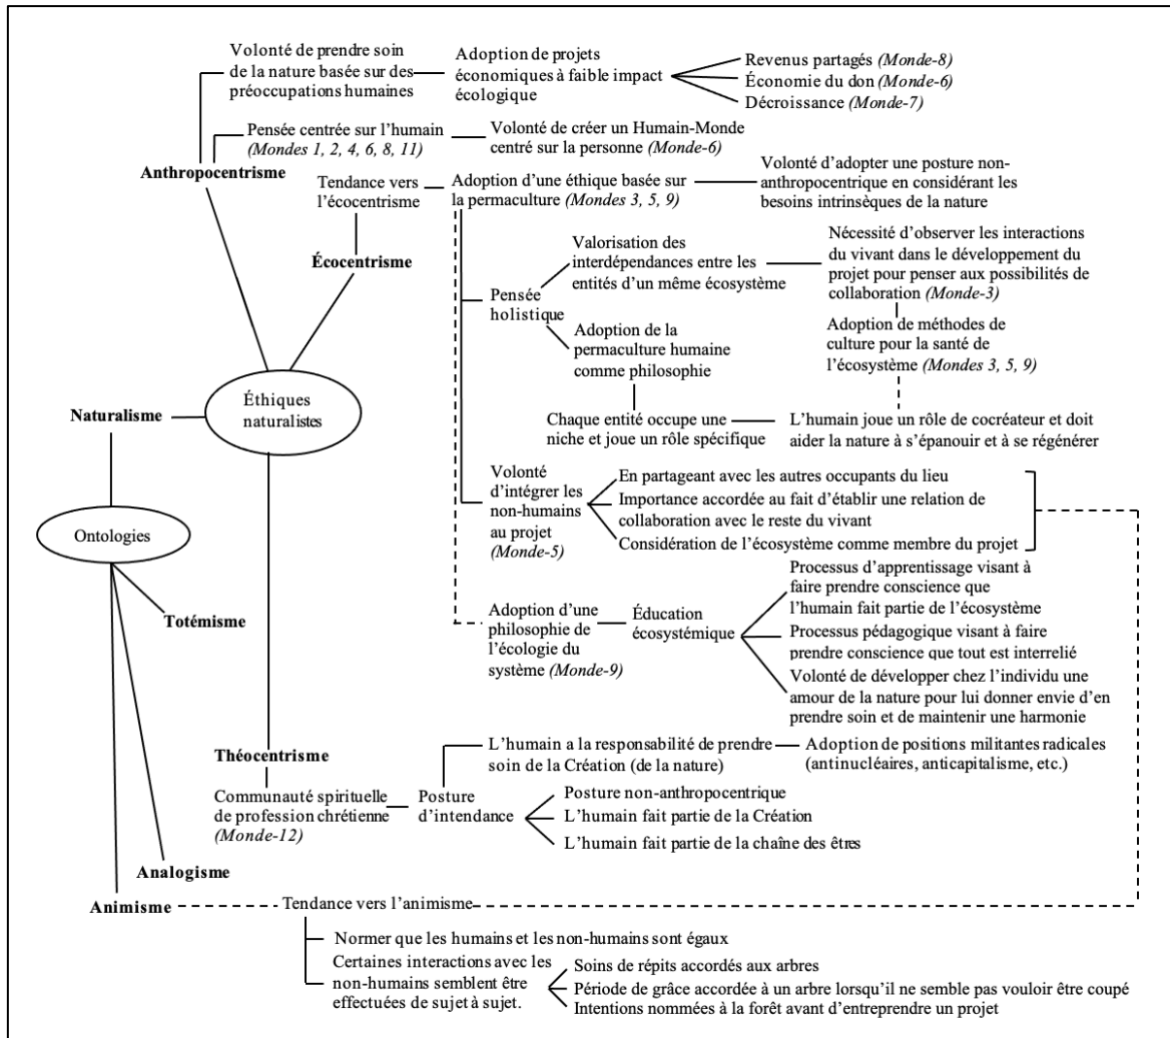 Volonté de prendre soin
de la nature basée sur des
préoccupations humaines
Adoption de projets
économiques à faible impact
écologique
Revenus partagés (Monde-8)
Économie du don (Monde-6)
Décroissance (Monde-7)
Pensée centrée sur l'humain
(Mondes 1, 2, 4, 6, 8, 11)
Volonté de créer un Humain-Monde
centré sur la personne (Monde-6)
Anthropocentrisme
Tendance vers
l'écocentrisme
Adoption d'une éthique basée sur
la permaculture (Mondes 3, 5, 9)
Volonté d'adopter une posture non-
anthropocentrique en considérant les
besoins intrinsèques de la nature
Écocentrisme
Pensée
holistique
Valorisation des
interdépendances entre les
entités d'un même écosystème
Nécessité d'observer les interactions
du vivant dans le développement du
projet pour penser aux possibilités de
collaboration (Monde-3)
Adoption de méthodes de
culture pour la santé de
l'écosystème (Mondes 3, 5, 9)
Adoption de la
permaculture humaine
comme philosophie
Chaque entité occupe une
niche et joue un rôle spécifique
L'humain joue un rôle de cocréateur et doit
aider la nature à s'épanouir et à se régénérer
Naturalisme
Éthiques
naturalistes
Volonté
d'intégrer les
non-humains
au projet
(Monde-5)
En partageant avec les autres occupants du lieu
Importance accordée au fait d'établir une relation de
collaboration avec le reste du vivant
Considération de l'écosystème comme membre du projet
Ontologies
Adoption d'une
philosophie de
l'écologie du
système (Monde-9)
Éducation
écosystémique
Processus d'apprentissage visant à
faire prendre conscience que
l'humain fait partie de l'écosystème
Processus pédagogique visant à faire
prendre conscience que tout est interrelié
Volonté de développer chez l'individu une
amour de la nature pour lui donner envie d'en
prendre soin et de maintenir une harmonie
Totémisme
Théocentrisme
Communauté spirituelle
de profession chrétienne
(Monde-12)
Posture
d'intendance
L'humain a la responsabilité de prendre
soin de la Création (de la nature)
Adoption de positions militantes radicales
(antinucléaires, anticapitalisme, etc.)
Posture non-anthropocentrique
L'humain fait partie de la Création
L'humain fait partie de la chaîne des êtres
Analogisme
Animisme
Tendance vers l'animisme
Normer que les humains et les non-humains sont égaux
Certaines interactions avec les
non-humains semblent être
effectuées de sujet à sujet.
Soins de répits accordés aux arbres
Période de grâce accordée à un arbre lorsqu'il ne semble pas vouloir être coupé
Intentions nommées à la forêt avant d'entreprendre un projet